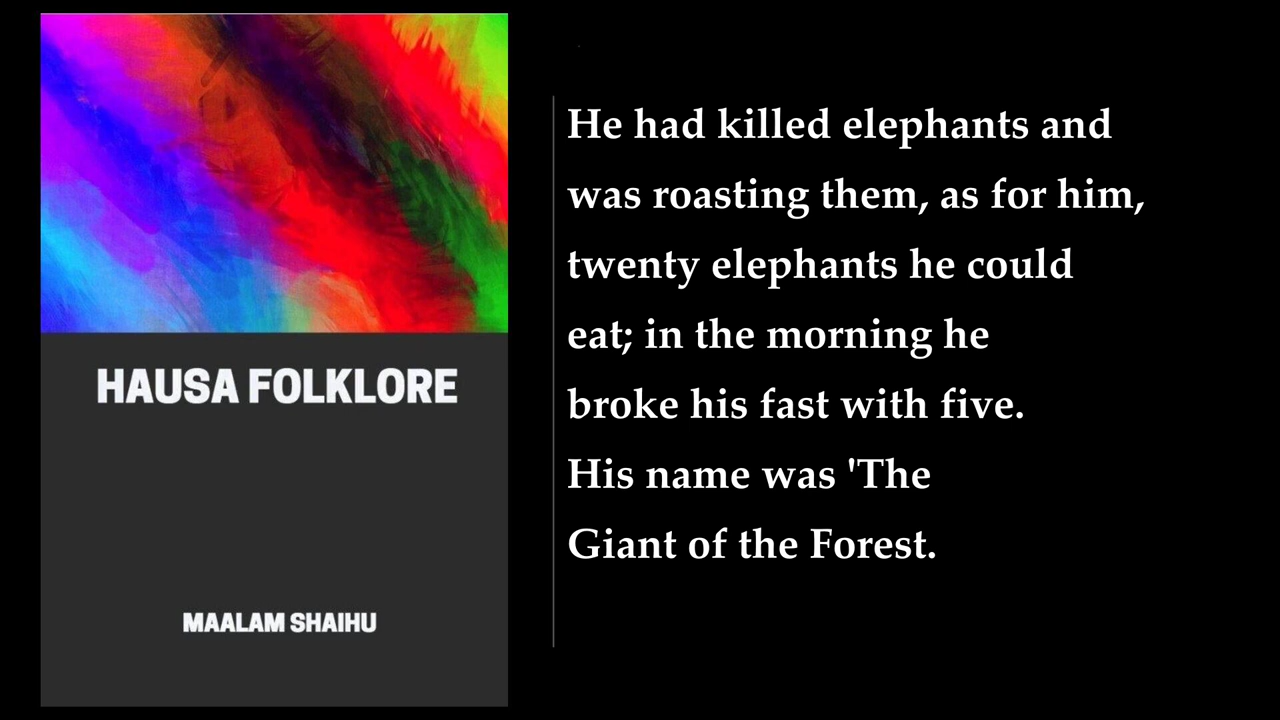 HAUSA FOLKLORE
MAALAM SHAIHU
He had killed elephants and
was roasting them, as for him,
twenty elephants he could
eat; in the morning he
broke his fast with five.
His name was 'The
Giant of the Forest.